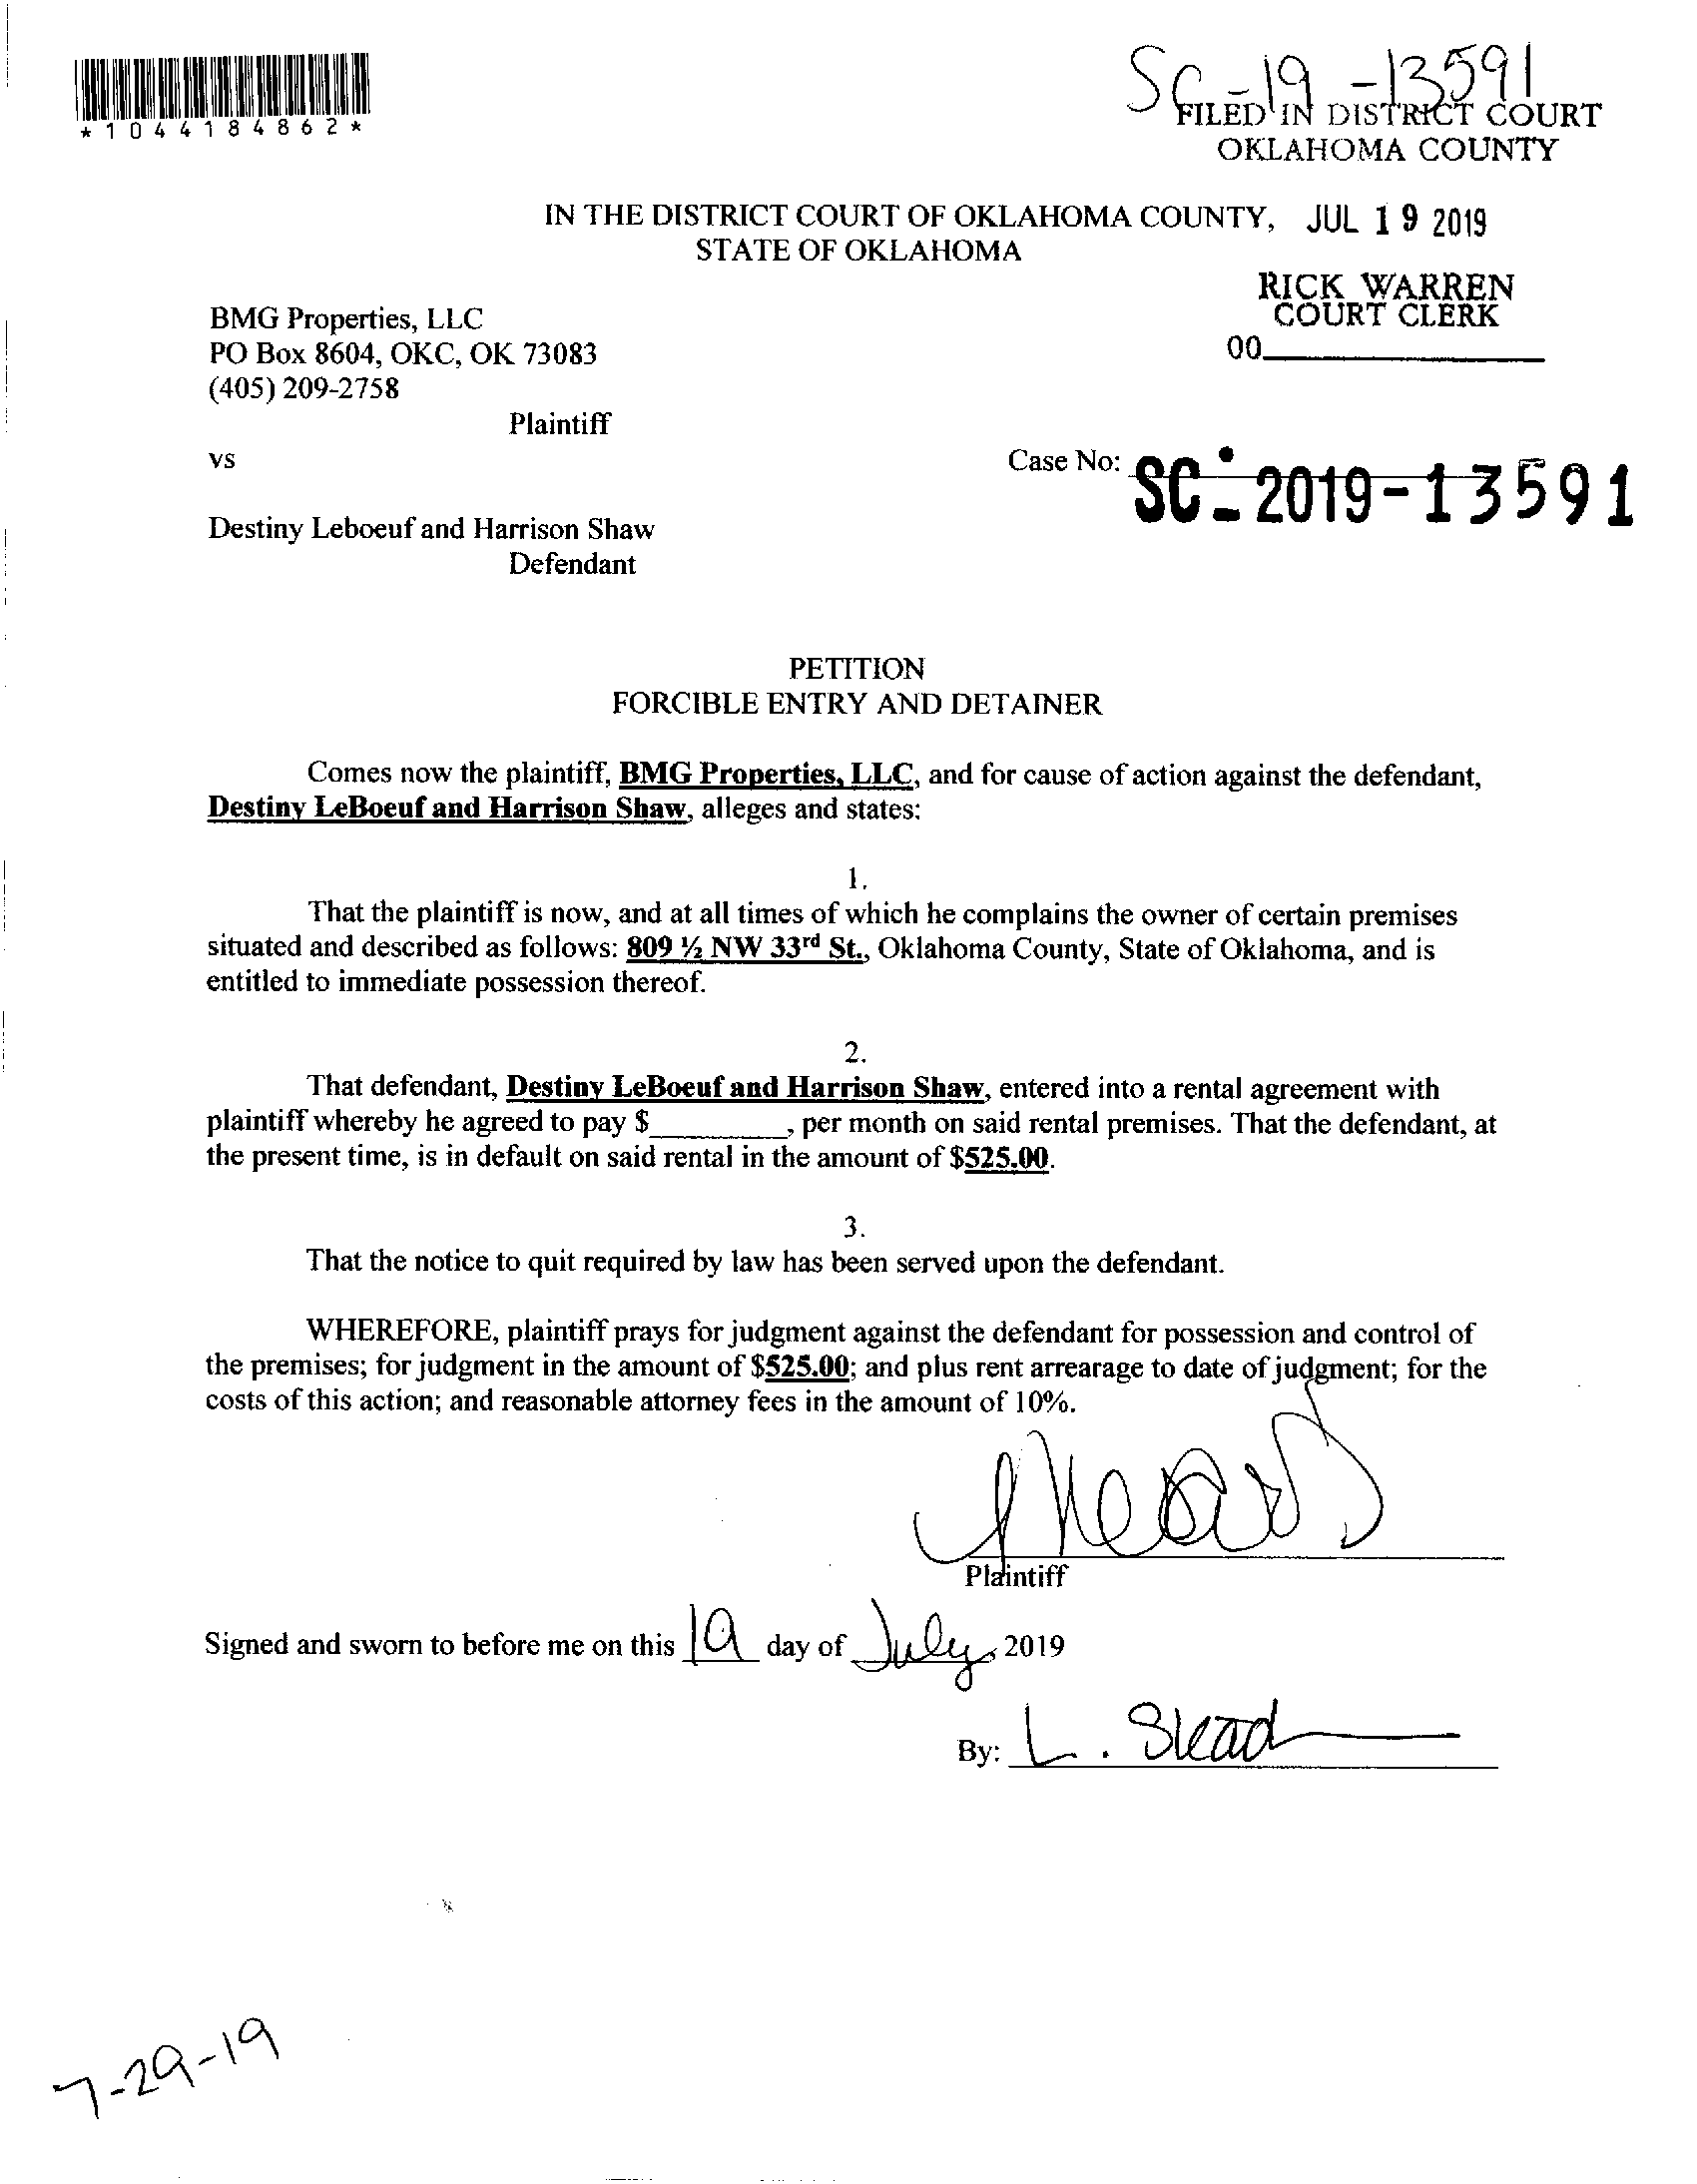 *1044184862*
SC-19-13591
FILED IN DISTRICT COURT
OKLAHOMA COUNTY
IN THE DISTRICT COURT OF OKLAHOMA COUNTY, JUL 19 2019
STATE OF OKLAHOMA
RICK WARREN
COURT CLERK
00
BMG Properties, LLC
PO Box 8604, OKC, OK 73083
(405) 209-2758
Plaintiff
vs
Case No: SC-2019-13591
Destiny Leboeuf and Harrison Shaw
Defendant
PETITION
FORCIBLE ENTRY AND DETAINER
Comes now the plaintiff, BMG Properties, LLC, and for cause of action against the defendant,
Destiny LeBoeuf and Harrison Shaw, alleges and states:
1.
That the plaintiff is now, and at all times of which he complains the owner of certain premises
situated and described as follows: 809 ½ NW 33rd St., Oklahoma County, State of Oklahoma, and is
entitled to immediate possession thereof.
2.
That defendant, Destiny LeBoeuf and Harrison Shaw, entered into a rental agreement with
plaintiff whereby he agreed to pay $_________, per month on said rental premises. That the defendant, at
the present time, is in default on said rental in the amount of $525.00.
3.
That the notice to quit required by law has been served upon the defendant.
WHEREFORE, plaintiff prays for judgment against the defendant for possession and control of
the premises; for judgment in the amount of $525.00; and plus rent arrearage to date of judgment; for the
costs of this action; and reasonable attorney fees in the amount of 10%.
Plaintiff
Signed and sworn to before me on this 19 day of July, 2019
By: L. Slead
7-29-19